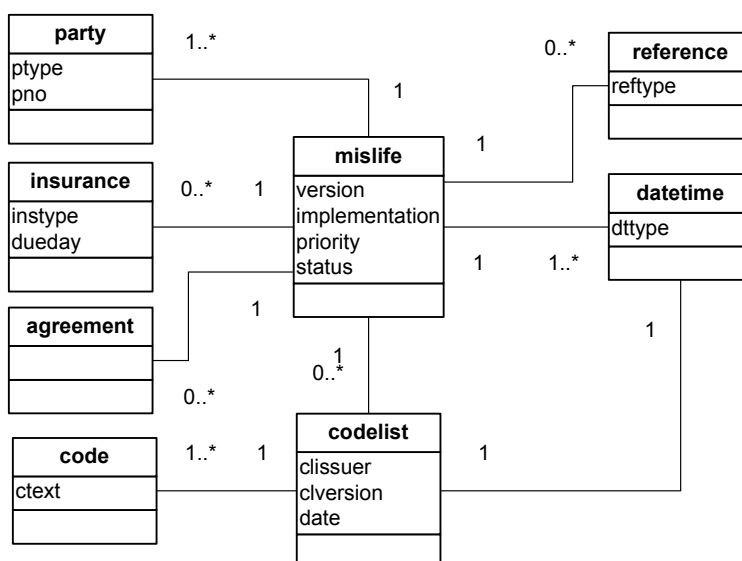 party
ptype
pno
1..*
1
0..*
reference
reftype
1
mislife
version
implementation
priority
status
insurance
instype
dueday
0..*
1
datetime
dttype
1
1..*
agreement
1
0..*
1
0..*
1
code
ctext
1..*
1
codelist
clissuer
clversion
date
1